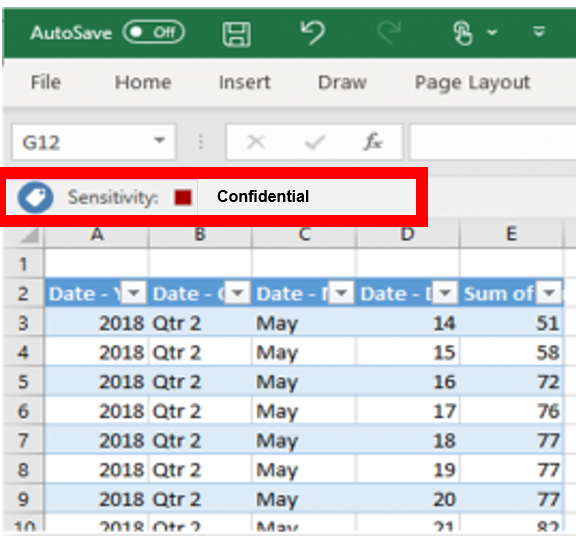 AutoSave Off
File Home Insert Draw Page Layout
G12 fx
Sensitivity: Confidential
A B C D E
1
2 Date - Date - Date - Date - Sum of
3 2018 Qtr 2 May 14 51
4 2018 Qtr 2 May 15 58
5 2018 Qtr 2 May 16 72
6 2018 Qtr 2 May 17 76
7 2018 Qtr 2 May 18 77
8 2018 Qtr 2 May 19 77
9 2018 Qtr 2 May 20 77
10 2018 Qtr 2 May 21 82